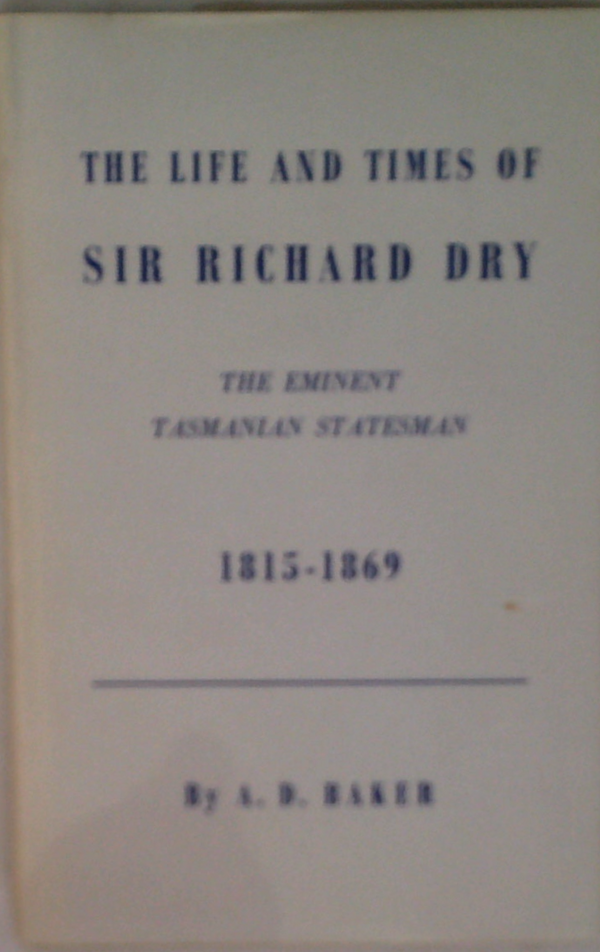 THE LIFE AND TIMES OF
SIR RICHARD DRY
THE EMINENT
TASMANIAN STATESMAN
1815-1869
By A. D. BAKER